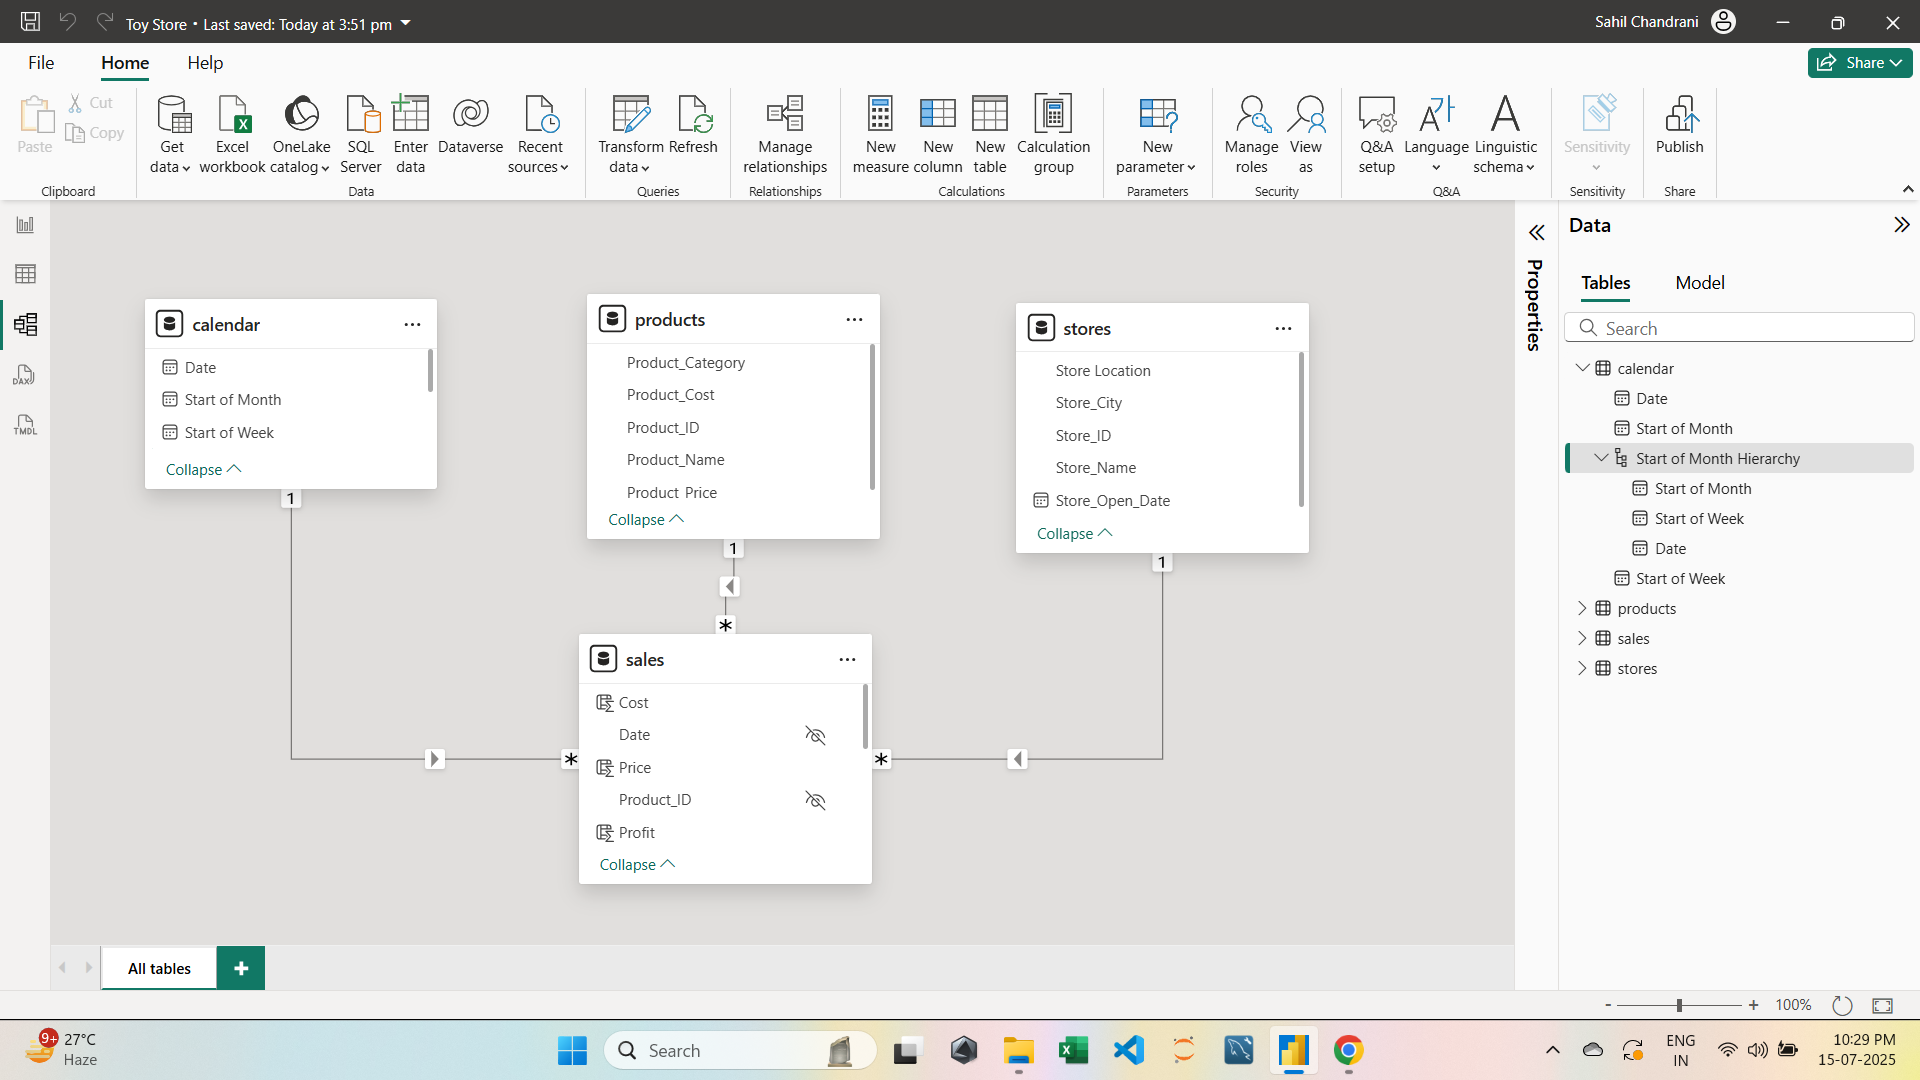 Toy Store • Last saved: Today at 3:51 pm
Sahil Chandrani
File
Home
Help
Share
Paste
Cut
Copy
Clipboard
Get data
Excel workbook
OneLake catalog
SQL Server
Enter data
Dataverse
Recent sources
Data
Transform data
Refresh
Queries
Manage relationships
Relationships
New measure
New column
New table
Calculation group
Calculations
New parameter
Parameters
Manage roles
View as
Security
Q&A setup
Language
Linguistic schema
Q&A
Sensitivity
Sensitivity
Publish
Share
DAX
TMDL
calendar
Date
Start of Month
Start of Week
Collapse
1
products
Product_Category
Product_Cost
Product_ID
Product_Name
Product Price
Collapse
1
*
stores
Store Location
Store_City
Store_ID
Store_Name
Store_Open_Date
Collapse
1
sales
Cost
Date
Price
Product_ID
Profit
Collapse
*
*
Properties
Data
Tables
Model
Search
calendar
Date
Start of Month
Start of Month Hierarchy
Start of Month
Start of Week
Date
Start of Week
products
sales
stores
All tables
+
- + 100%
9+
27°C
Haze
Search
ENG
IN
10:29 PM
15-07-2025